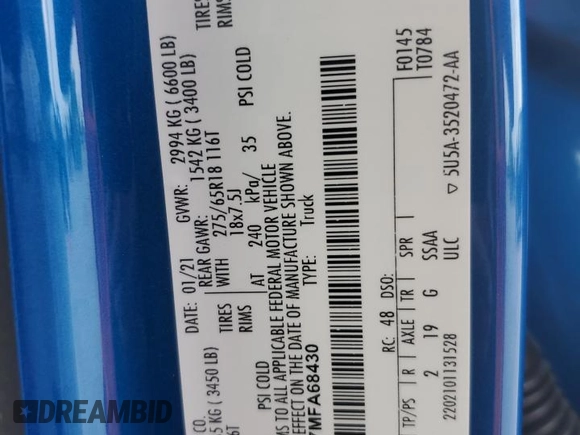 CO.
DATE: 01/21
GVWR: 2994 KG ( 6600 LB)
5 KG ( 3450 LB)
REAR GAWR: 1542 KG ( 3400 LB)
TIRES
WITH
275/65R18 116T
TIRES
RIMS
18x7.5J
RIMS
PSI COLD
AT
240 kPa/ 35 PSI COLD
MS TO ALL APPLICABLE FEDERAL MOTOR VEHICLE
EFFECT ON THE DATE OF MANUFACTURE SHOWN ABOVE.
7MFA68430
TYPE: Truck
F0145
T0784
RC: 48 DSO:
TP/PS R AXLE TR SPR
2 19 G SSAA
2202101131528
ULC
▽ 5U5A-3520472-AA
DREAMBID